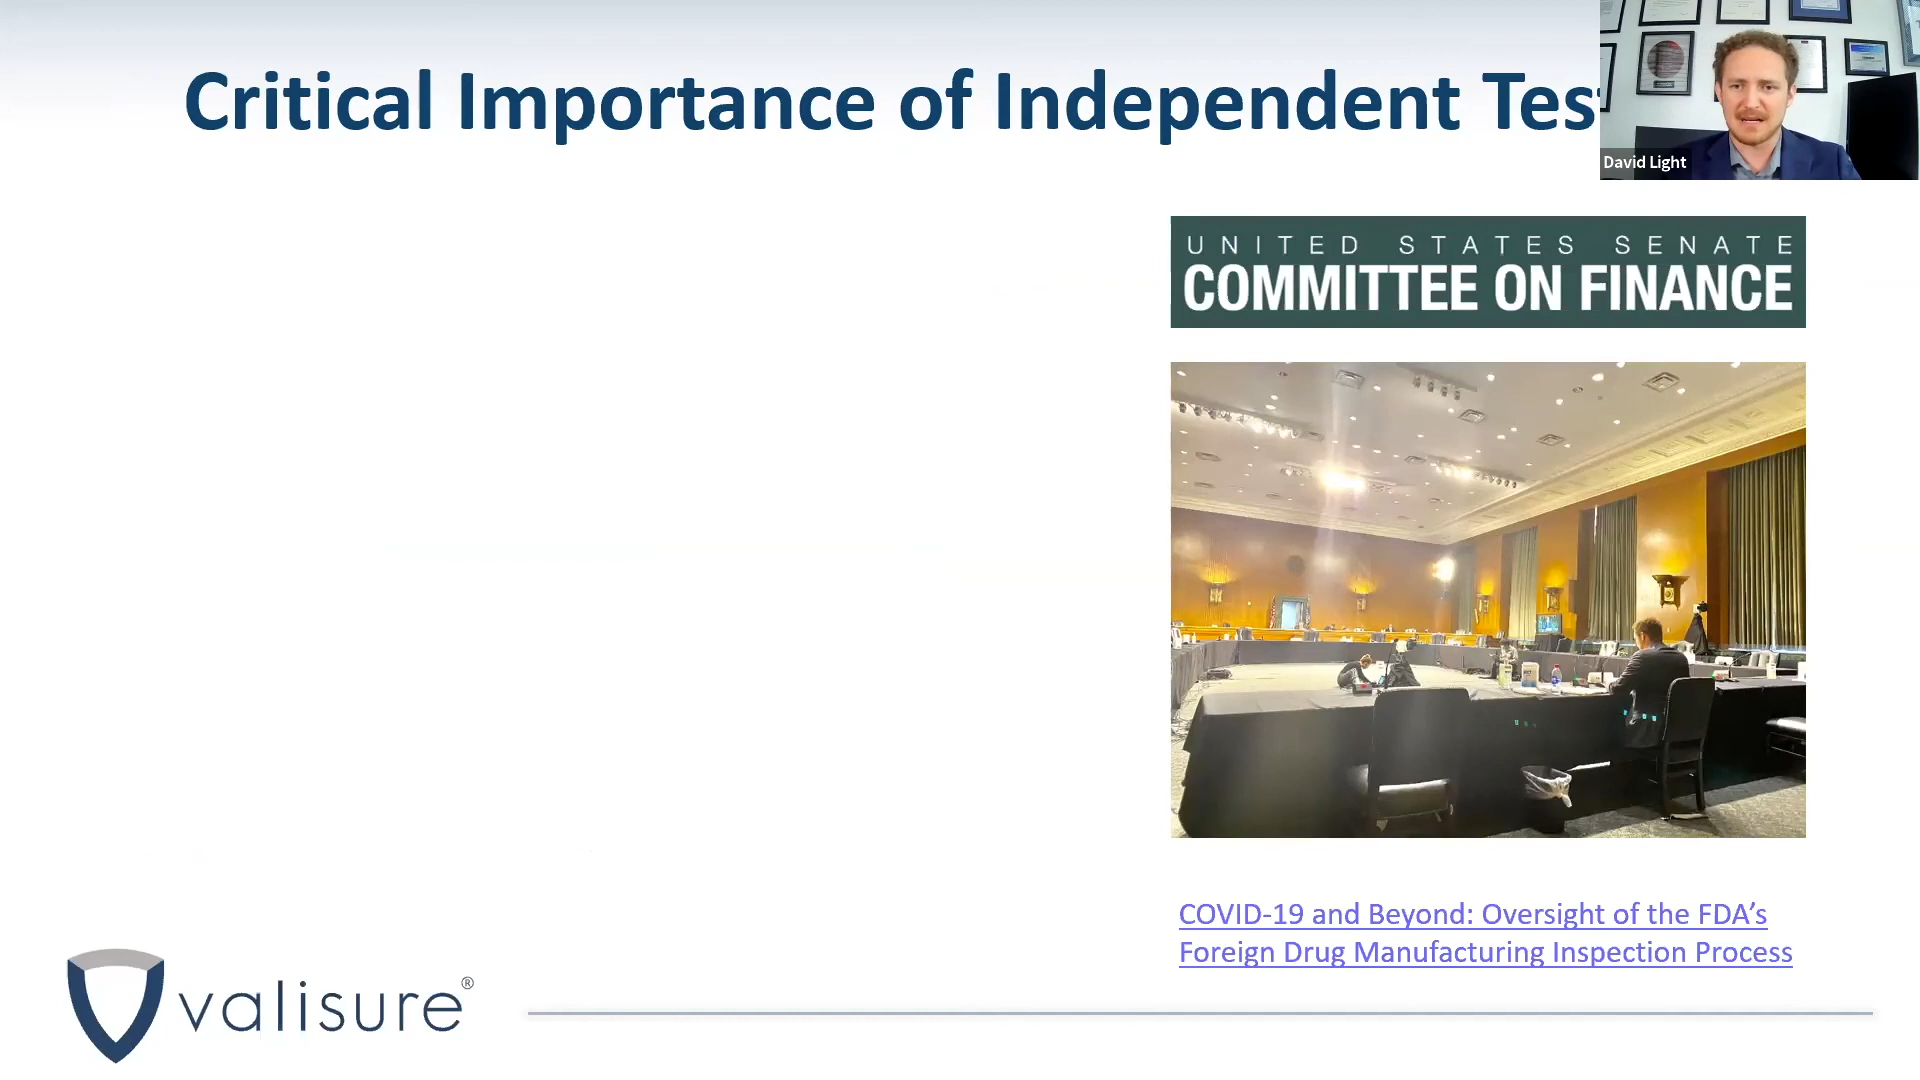 Critical Importance of Independent Tes
David Light
UNITED STATES SENATE
COMMITTEE ON FINANCE
COVID-19 and Beyond: Oversight of the FDA’s
Foreign Drug Manufacturing Inspection Process
valisure®